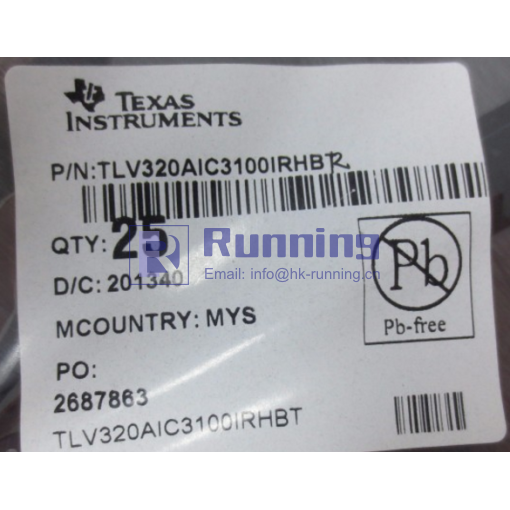 TEXAS
INSTRUMENTS
P/N:TLV320AIC3100IRHBR
QTY: 25
R Running
Email: info@hk-running.cn
D/C: 201340
Pb
Pb-free
MCOUNTRY: MYS
PO:
2687863
TLV320AIC3100IRHBT